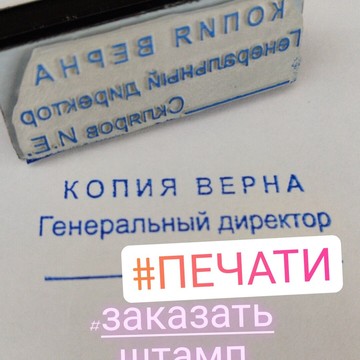 КОПИЯ ВЕРНА
Генеральный директор
Скляров И.Е.
КОПИЯ ВЕРНА
Генеральный директор
#ПЕЧАТИ
#заказать
штамп